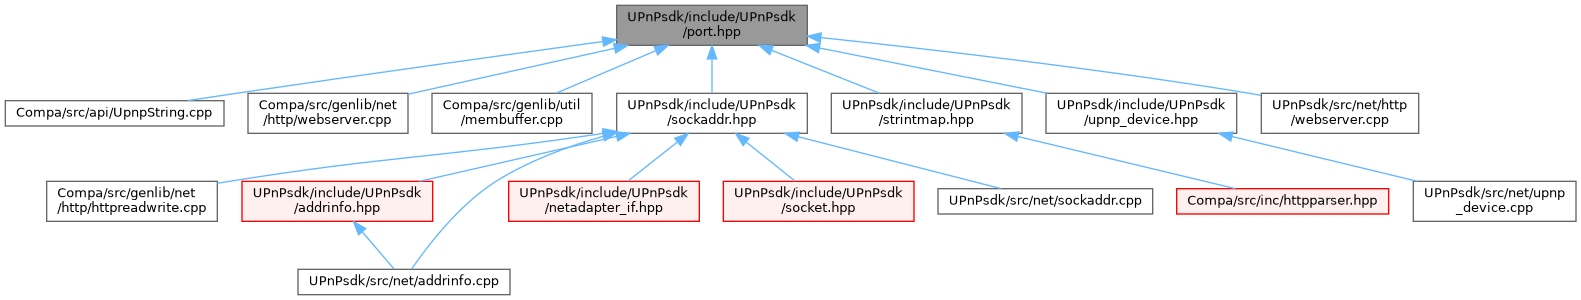 UPnPsdk/include/UPnPsdk
/port.hpp
Compa/src/api/UpnpString.cpp
Compa/src/genlib/net
/http/webserver.cpp
Compa/src/genlib/util
/membuffer.cpp
UPnPsdk/include/UPnPsdk
/sockaddr.hpp
UPnPsdk/include/UPnPsdk
/strintmap.hpp
UPnPsdk/include/UPnPsdk
/upnp_device.hpp
UPnPsdk/src/net/http
/webserver.cpp
Compa/src/genlib/net
/http/httpreadwrite.cpp
UPnPsdk/include/UPnPsdk
/addrinfo.hpp
UPnPsdk/include/UPnPsdk
/netadapter_if.hpp
UPnPsdk/include/UPnPsdk
/socket.hpp
UPnPsdk/src/net/sockaddr.cpp
Compa/src/inc/httpparser.hpp
UPnPsdk/src/net/upnp
_device.cpp
UPnPsdk/src/net/addrinfo.cpp